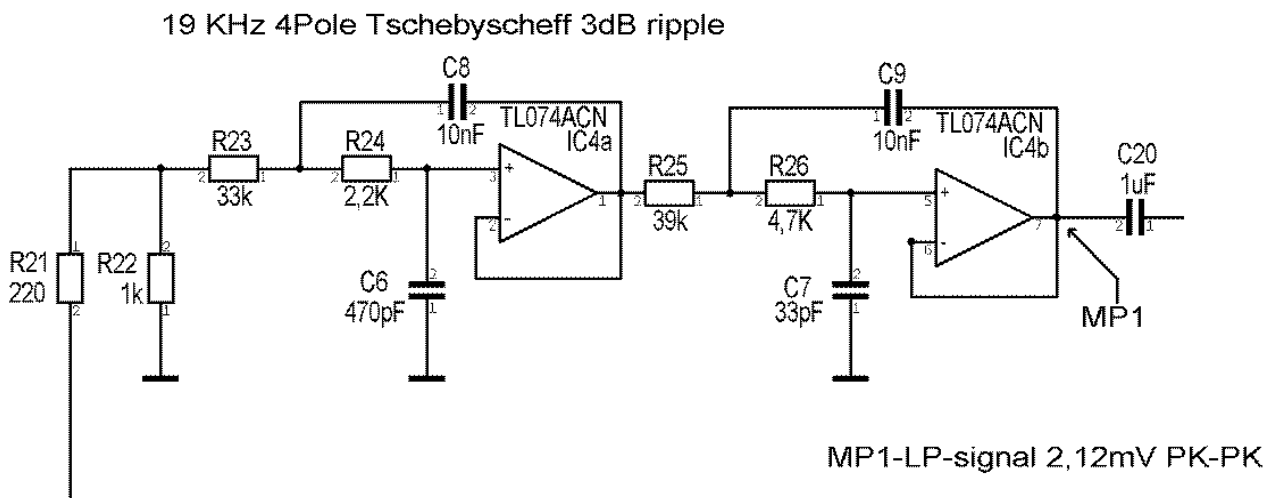 19 KHz 4Pole Tschebyscheff 3dB ripple
C8
1 2
10nF
TL074ACN
IC4a
C9
1 2
10nF
TL074ACN
IC4b
R23
2 1
33k
R24
2 1
2,2K
3
+
2
-
1
R25
2 1
39k
R26
2 1
4,7K
5
+
6
-
7
C20
1uF
2 1
R21
220
1
2
R22
1k
2
1
C6
470pF
2
1
C7
33pF
2
1
MP1
MP1-LP-signal 2,12mV PK-PK